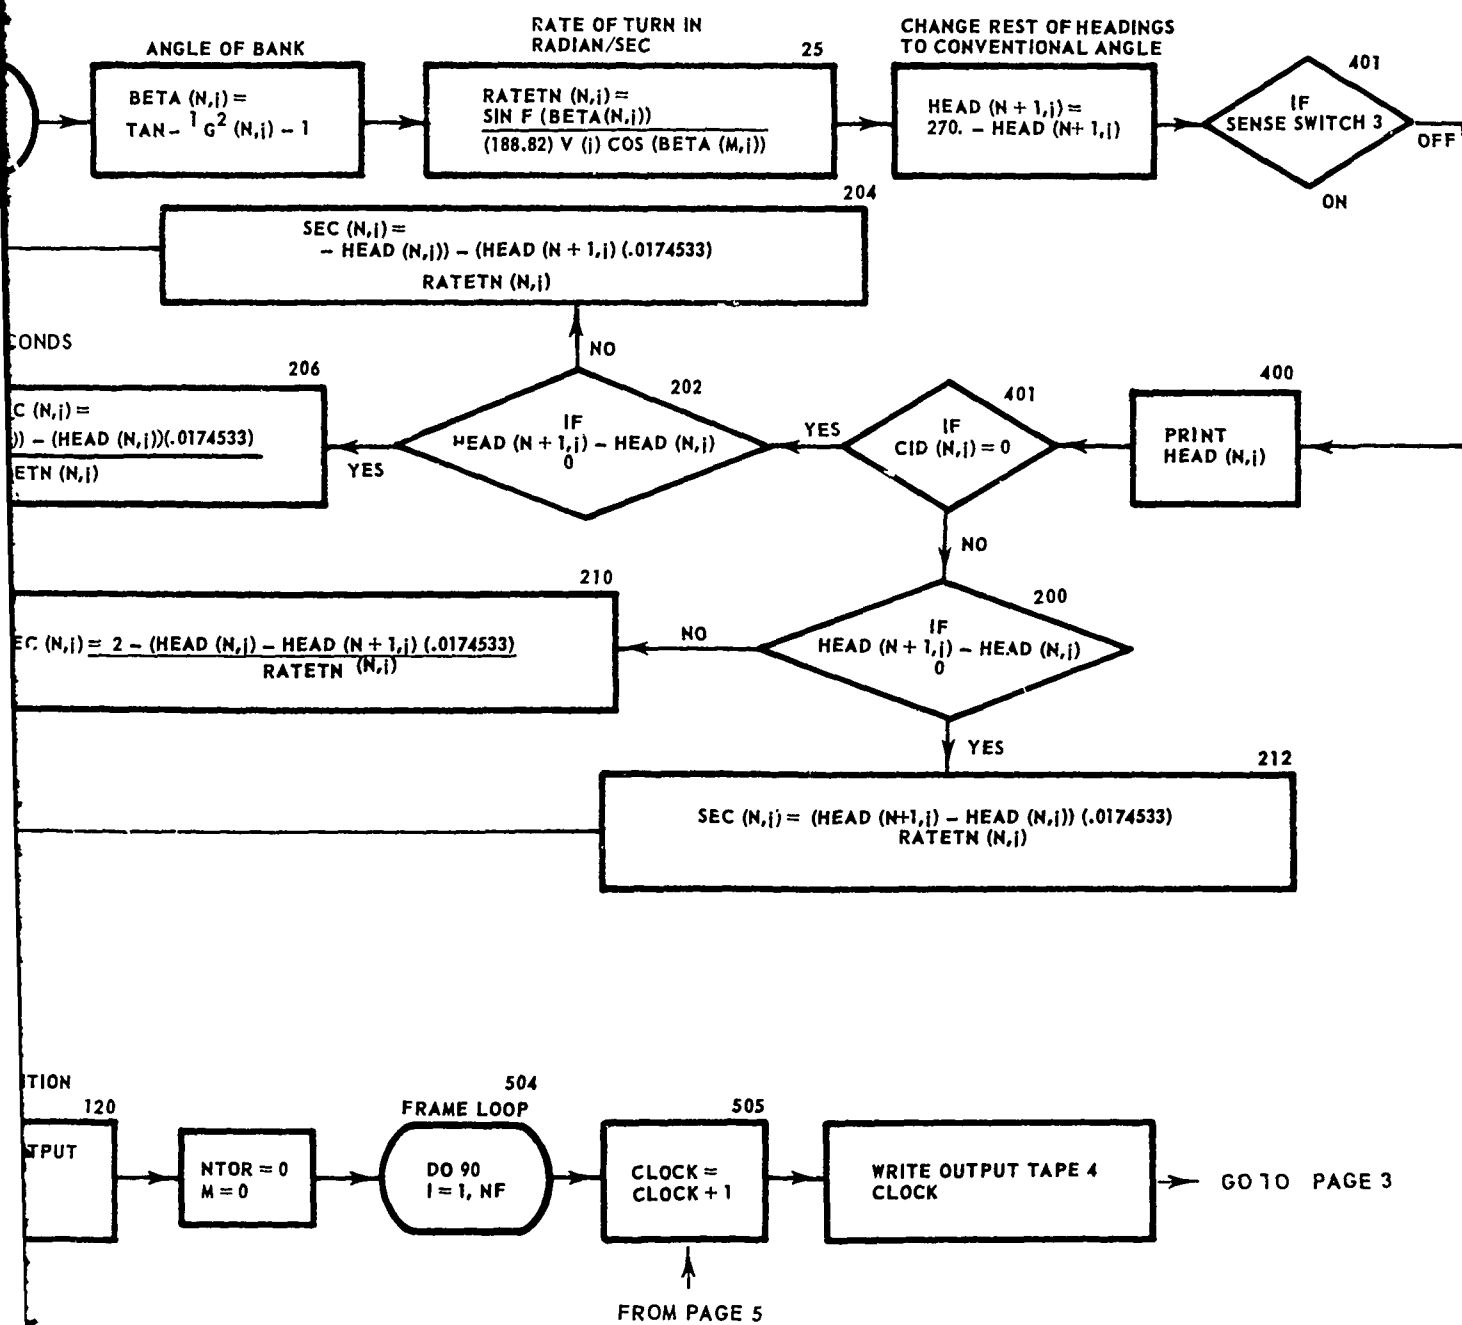 ANGLE OF BANK
BETA (N,j) =
TAN- 1 G2 (N,j) - 1
RATE OF TURN IN
RADIAN/SEC
25
RATETN (N,j) =
SIN F (BETA(N,j))
(188.82) V (j) COS (BETA (M,j))
CHANGE REST OF HEADINGS
TO CONVENTIONAL ANGLE
HEAD (N + 1,j) =
270. - HEAD (N+ 1,j)
401
IF
SENSE SWITCH 3
OFF
ON
204
SEC (N,j) =
- HEAD (N,j)) - (HEAD (N + 1,j) (.0174533)
RATETN (N,j)
NO
CONDS
206
C (N,j) =
)) - (HEAD (N,j))(.0174533)
ETN (N,j)
YES
202
IF
HEAD (N + 1,j) - HEAD (N,j)
0
YES
401
IF
CID (N,j) = 0
400
PRINT
HEAD (N,j)
NO
210
EC (N,j) = 2 - (HEAD (N,j) - HEAD (N + 1,j) (.0174533)
RATETN (N,j)
NO
200
IF
HEAD (N + 1,j) - HEAD (N,j)
0
YES
212
SEC (N,j) = (HEAD (N+1,j) - HEAD (N,j)) (.0174533)
RATETN (N,j)
ITION
120
TPUT
NTOR = 0
M = 0
504
FRAME LOOP
DO 90
I = 1, NF
505
CLOCK =
CLOCK + 1
WRITE OUTPUT TAPE 4
CLOCK
GO TO PAGE 3
FROM PAGE 5